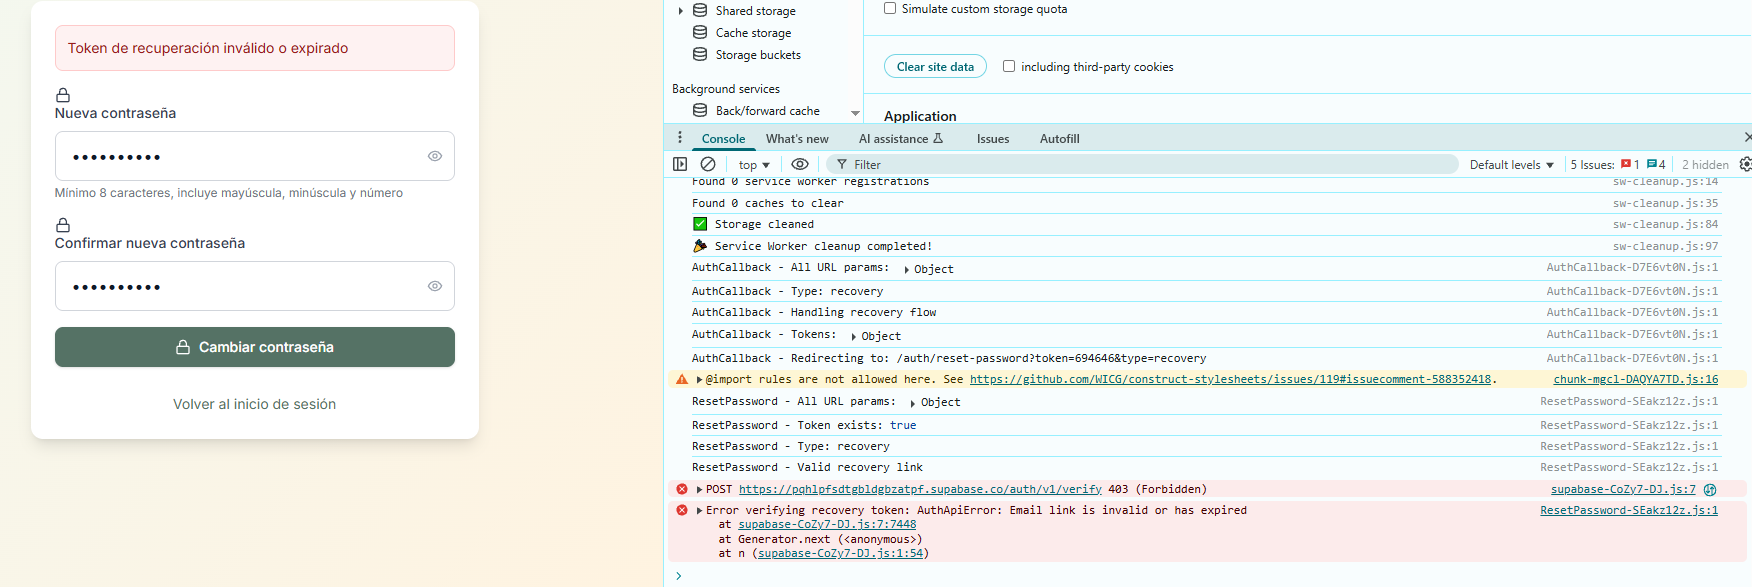 Token de recuperación inválido o expirado
Nueva contraseña
••••••••••
Mínimo 8 caracteres, incluye mayúscula, minúscula y número
Confirmar nueva contraseña
••••••••••
Cambiar contraseña
Volver al inicio de sesión
Shared storage
Cache storage
Storage buckets
Background services
Back/forward cache
Simulate custom storage quota
Clear site data including third-party cookies
Application
Console What's new AI assistance Issues Autofill
top Filter Default levels 5 Issues: 1 4 2 hidden
Found 0 service worker registrations sw-cleanup.js:14
Found 0 caches to clear sw-cleanup.js:35
✅ Storage cleaned sw-cleanup.js:84
🎉 Service Worker cleanup completed! sw-cleanup.js:97
AuthCallback - All URL params: Object AuthCallback-D7E6vt0N.js:1
AuthCallback - Type: recovery AuthCallback-D7E6vt0N.js:1
AuthCallback - Handling recovery flow AuthCallback-D7E6vt0N.js:1
AuthCallback - Tokens: Object AuthCallback-D7E6vt0N.js:1
AuthCallback - Redirecting to: /auth/reset-password?token=694646&type=recovery AuthCallback-D7E6vt0N.js:1
@import rules are not allowed here. See https://github.com/WICG/construct-stylesheets/issues/119#issuecomment-588352418. chunk-mgcl-DAQYA7TD.js:16
ResetPassword - All URL params: Object ResetPassword-SEakz12z.js:1
ResetPassword - Token exists: true ResetPassword-SEakz12z.js:1
ResetPassword - Type: recovery ResetPassword-SEakz12z.js:1
ResetPassword - Valid recovery link ResetPassword-SEakz12z.js:1
POST https://pqhlpfsdtgbldgbzatpf.supabase.co/auth/v1/verify 403 (Forbidden) supabase-CoZy7-DJ.js:7
Error verifying recovery token: AuthApiError: Email link is invalid or has expired ResetPassword-SEakz12z.js:1
at supabase-CoZy7-DJ.js:7:7448
at Generator.next (<anonymous>)
at n (supabase-CoZy7-DJ.js:1:54)